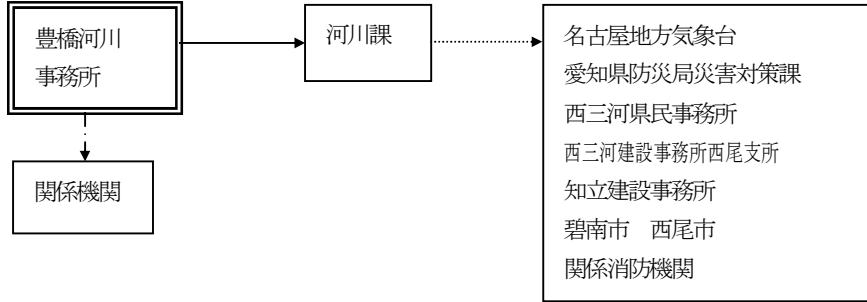 豊橋河川
事務所
河川課
名古屋地方気象台
愛知県防災局災害対策課
西三河県民事務所
西三河建設事務所西尾支所
知立建設事務所
碧南市　西尾市
関係消防機関
関係機関